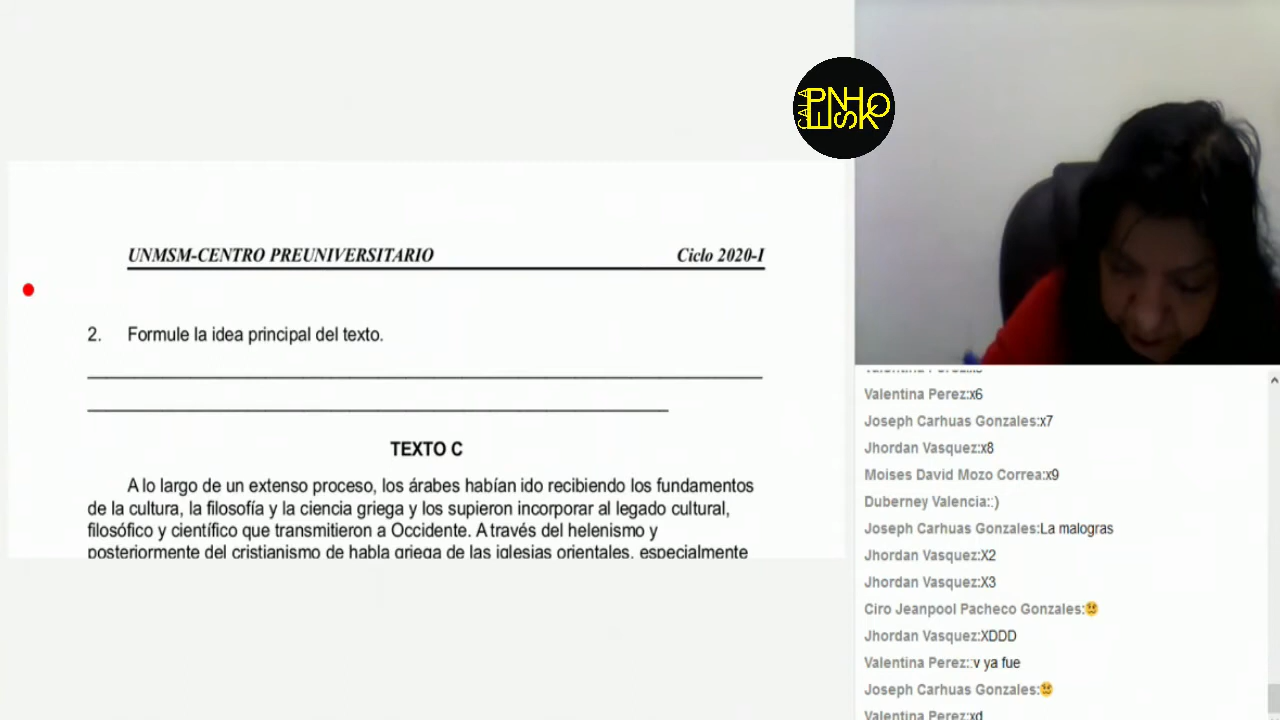 CALA
PENHO
ESK
UNMSM-CENTRO PREUNIVERSITARIO Ciclo 2020-I
2. Formule la idea principal del texto.
TEXTO C
A lo largo de un extenso proceso, los árabes habían ido recibiendo los fundamentos
de la cultura, la filosofía y la ciencia griega y los supieron incorporar al legado cultural,
filosófico y científico que transmitieron a Occidente. A través del helenismo y
posteriormente del cristianismo de habla griega de las iglesias orientales, especialmente
Valentina Perez:x6
Joseph Carhuas Gonzales:x7
Jhordan Vasquez:x8
Moises David Mozo Correa:x9
Duberney Valencia::)
Joseph Carhuas Gonzales:La malogras
Jhordan Vasquez:X2
Jhordan Vasquez:X3
Ciro Jeanpool Pacheco Gonzales:
Jhordan Vasquez:XDDD
Valentina Perez::v ya fue
Joseph Carhuas Gonzales:
Valentina Perez:xd